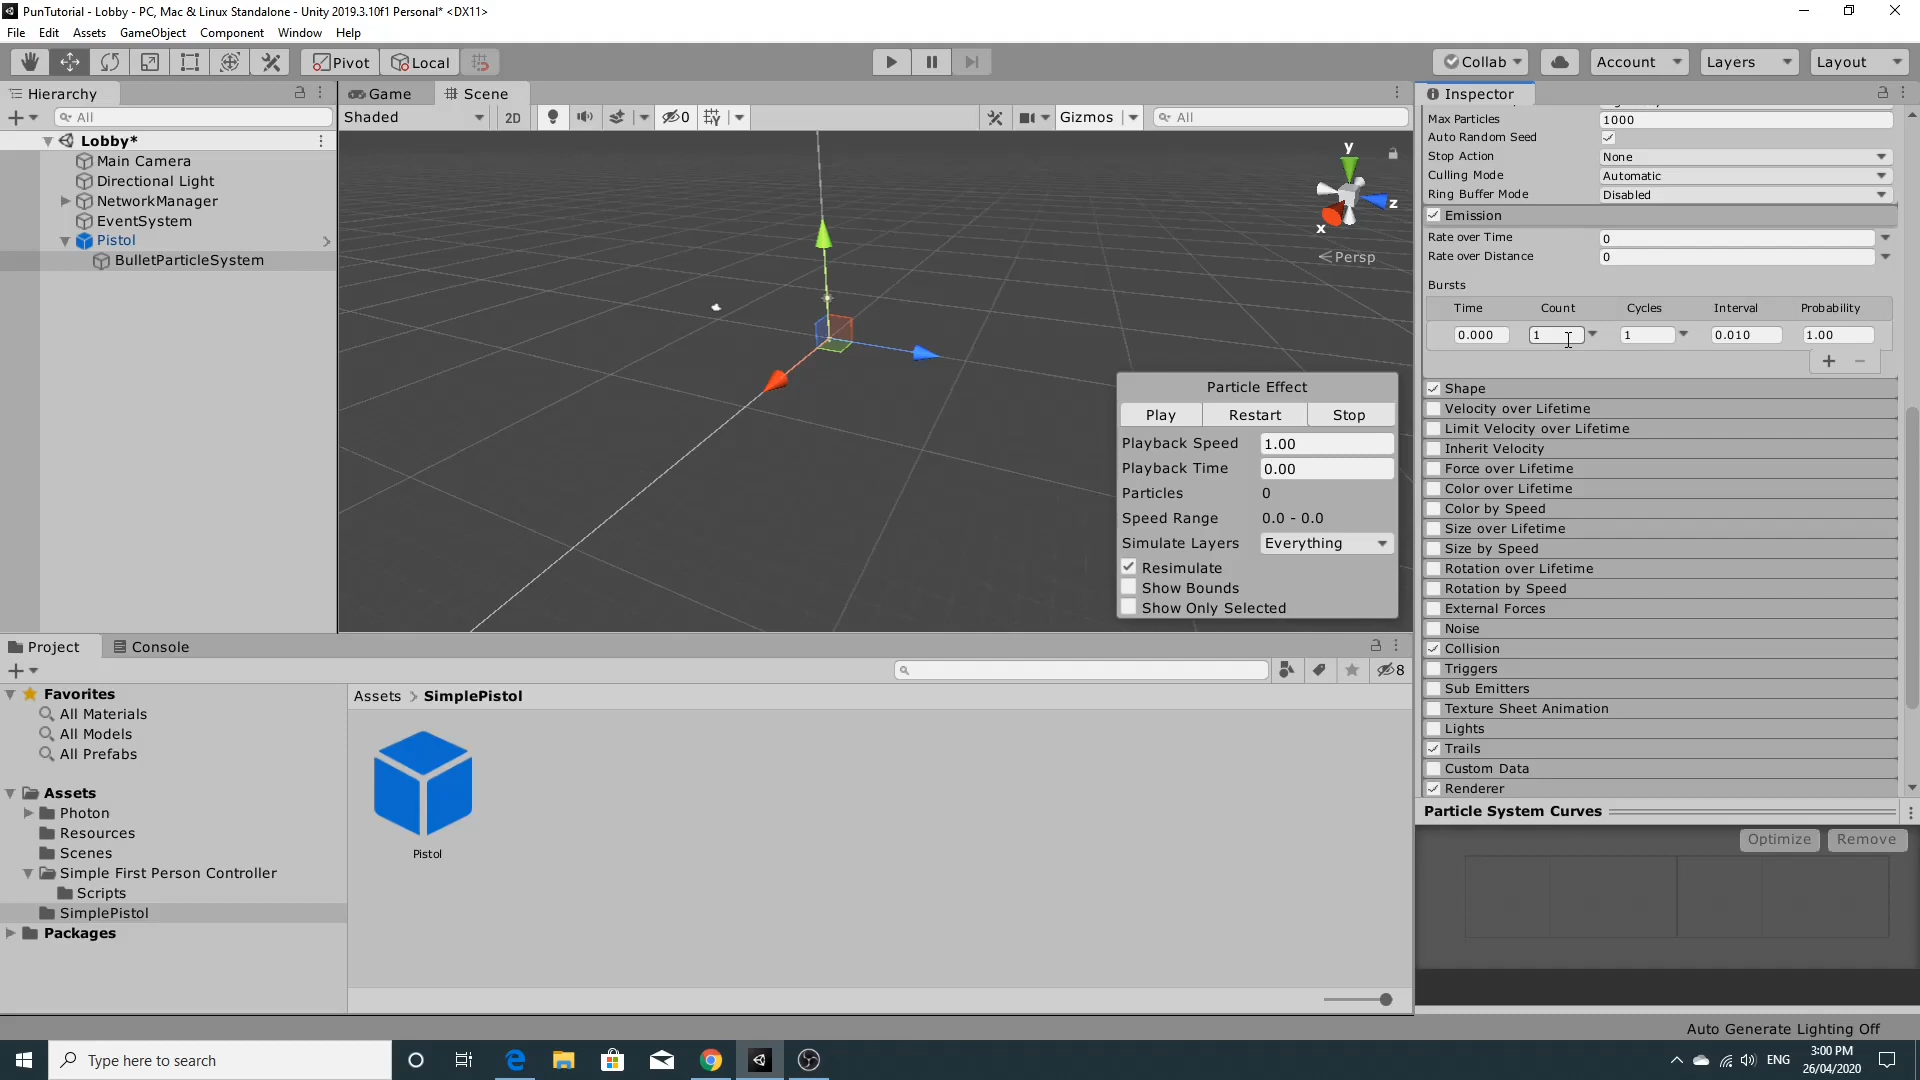 PunTutorial - Lobby - PC, Mac & Linux Standalone - Unity 2019.3.10f1 Personal* <DX11>
File Edit Assets GameObject Component Window Help
Pivot Local Collab Account Layers Layout
Hierarchy
All
Lobby*
Main Camera
Directional Light
NetworkManager
EventSystem
Pistol
BulletParticleSystem
Game Scene
Shaded 2D 0 Gizmos All
y
z
x
Persp
Particle Effect
Play Restart Stop
Playback Speed 1.00
Playback Time 0.00
Particles 0
Speed Range 0.0 - 0.0
Simulate Layers Everything
Resimulate
Show Bounds
Show Only Selected
Inspector
Max Particles 1000
Auto Random Seed
Stop Action None
Culling Mode Automatic
Ring Buffer Mode Disabled
Emission
Rate over Time 0
Rate over Distance 0
Bursts
Time Count Cycles Interval Probability
0.000 1 1 0.010 1.00
Shape
Velocity over Lifetime
Limit Velocity over Lifetime
Inherit Velocity
Force over Lifetime
Color over Lifetime
Color by Speed
Size over Lifetime
Size by Speed
Rotation over Lifetime
Rotation by Speed
External Forces
Noise
Collision
Triggers
Sub Emitters
Texture Sheet Animation
Lights
Trails
Custom Data
Renderer
Particle System Curves
Optimize Remove
Project Console
8
Favorites
All Materials
All Models
All Prefabs
Assets
Photon
Resources
Scenes
Simple First Person Controller
Scripts
SimplePistol
Packages
Assets > SimplePistol
Pistol
Auto Generate Lighting Off
Type here to search
ENG
3:00 PM
26/04/2020